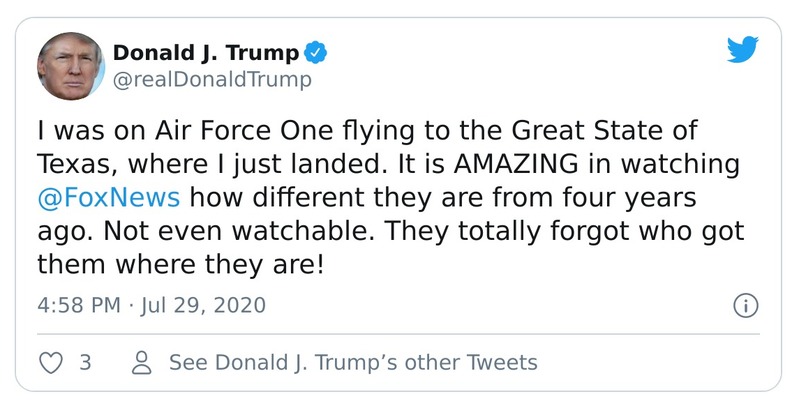 Donald J. Trump
@realDonaldTrump
I was on Air Force One flying to the Great State of
Texas, where I just landed. It is AMAZING in watching
@FoxNews how different they are from four years
ago. Not even watchable. They totally forgot who got
them where they are!
4:58 PM · Jul 29, 2020
3
See Donald J. Trump’s other Tweets